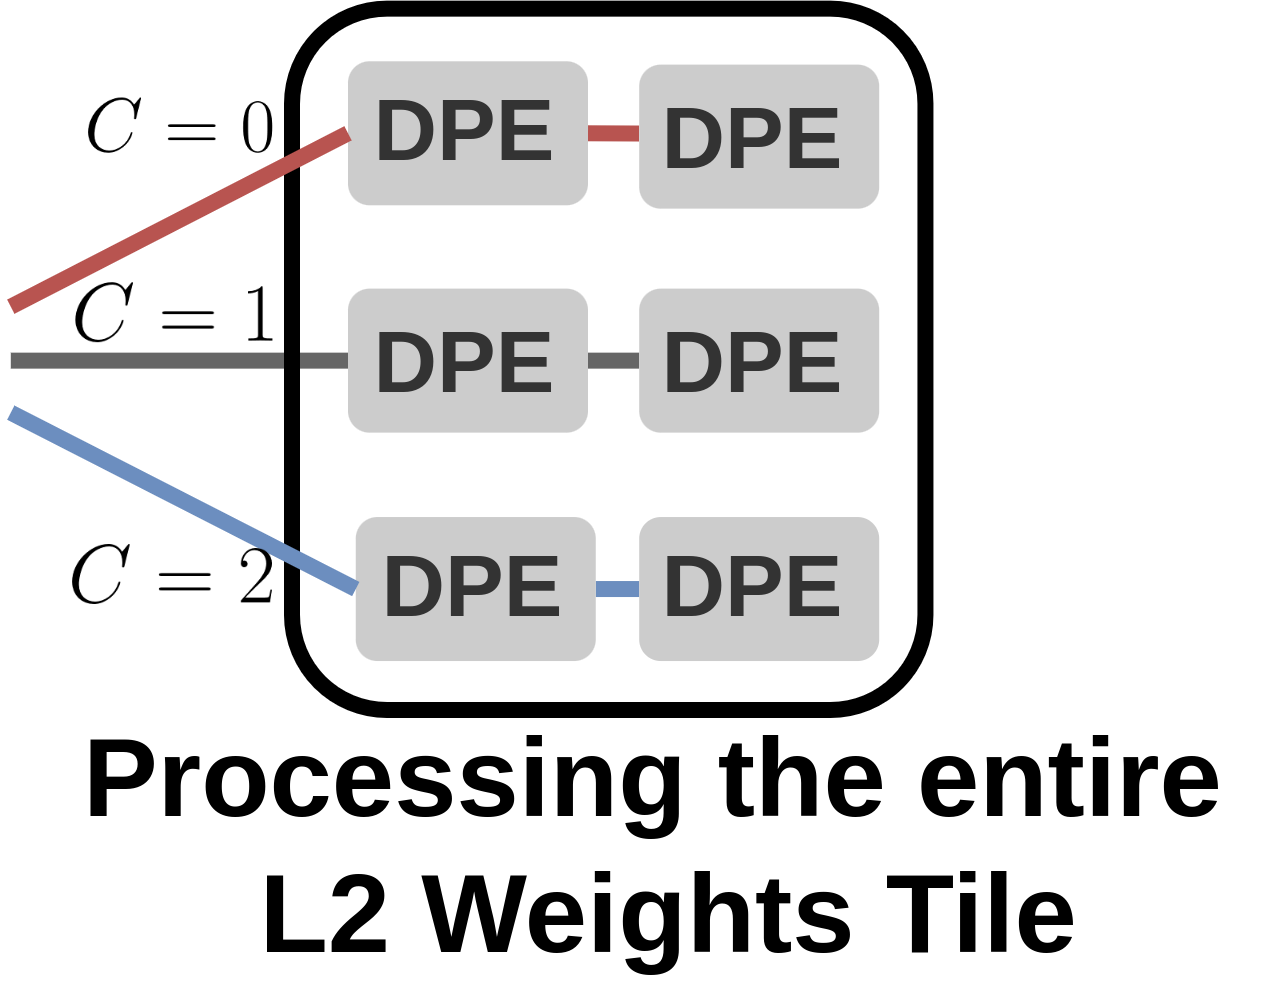 C = 0
DPE DPE
C = 1
DPE DPE
C = 2
DPE DPE
Processing the entire
L2 Weights Tile